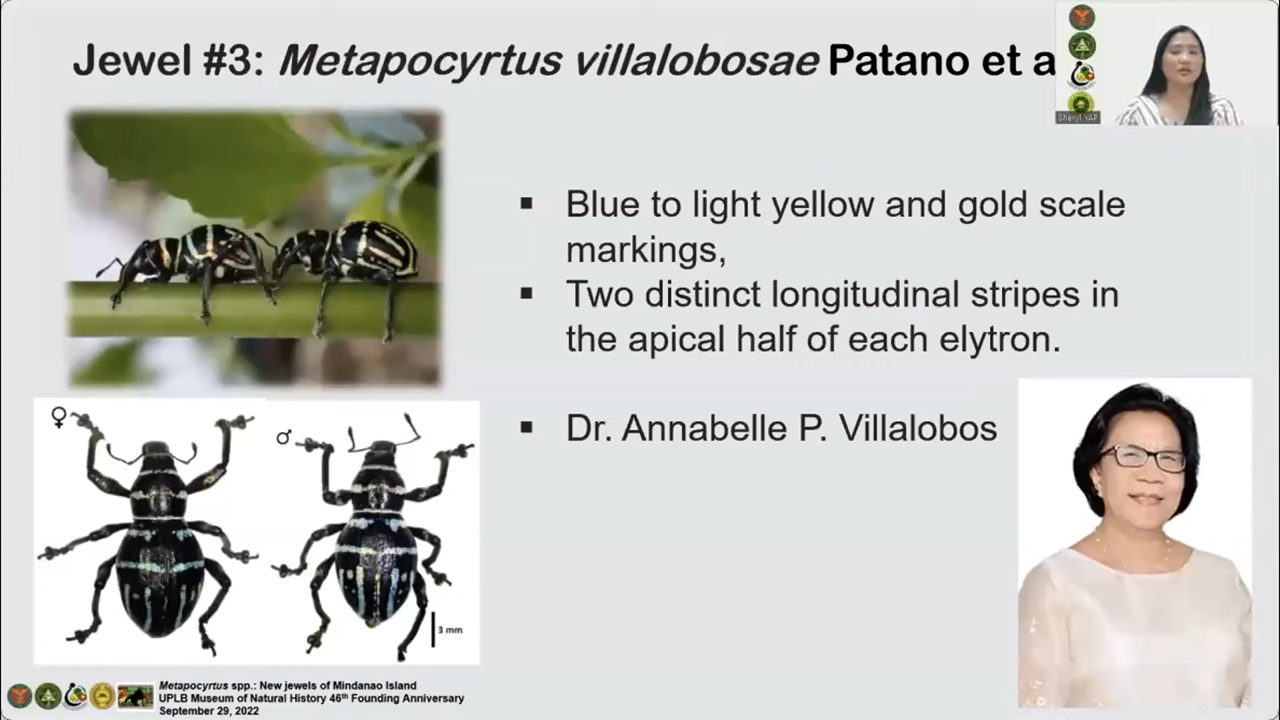 Jewel #3: Metapocyrtus villalobosae Patano et a
Sheryl YAP
▪ Blue to light yellow and gold scale
markings,
▪ Two distinct longitudinal stripes in
the apical half of each elytron.
▪ Dr. Annabelle P. Villalobos
♀
♂
3 mm
Metapocyrtus spp.: New jewels of Mindanao Island
UPLB Museum of Natural History 46th Founding Anniversary
September 29, 2022